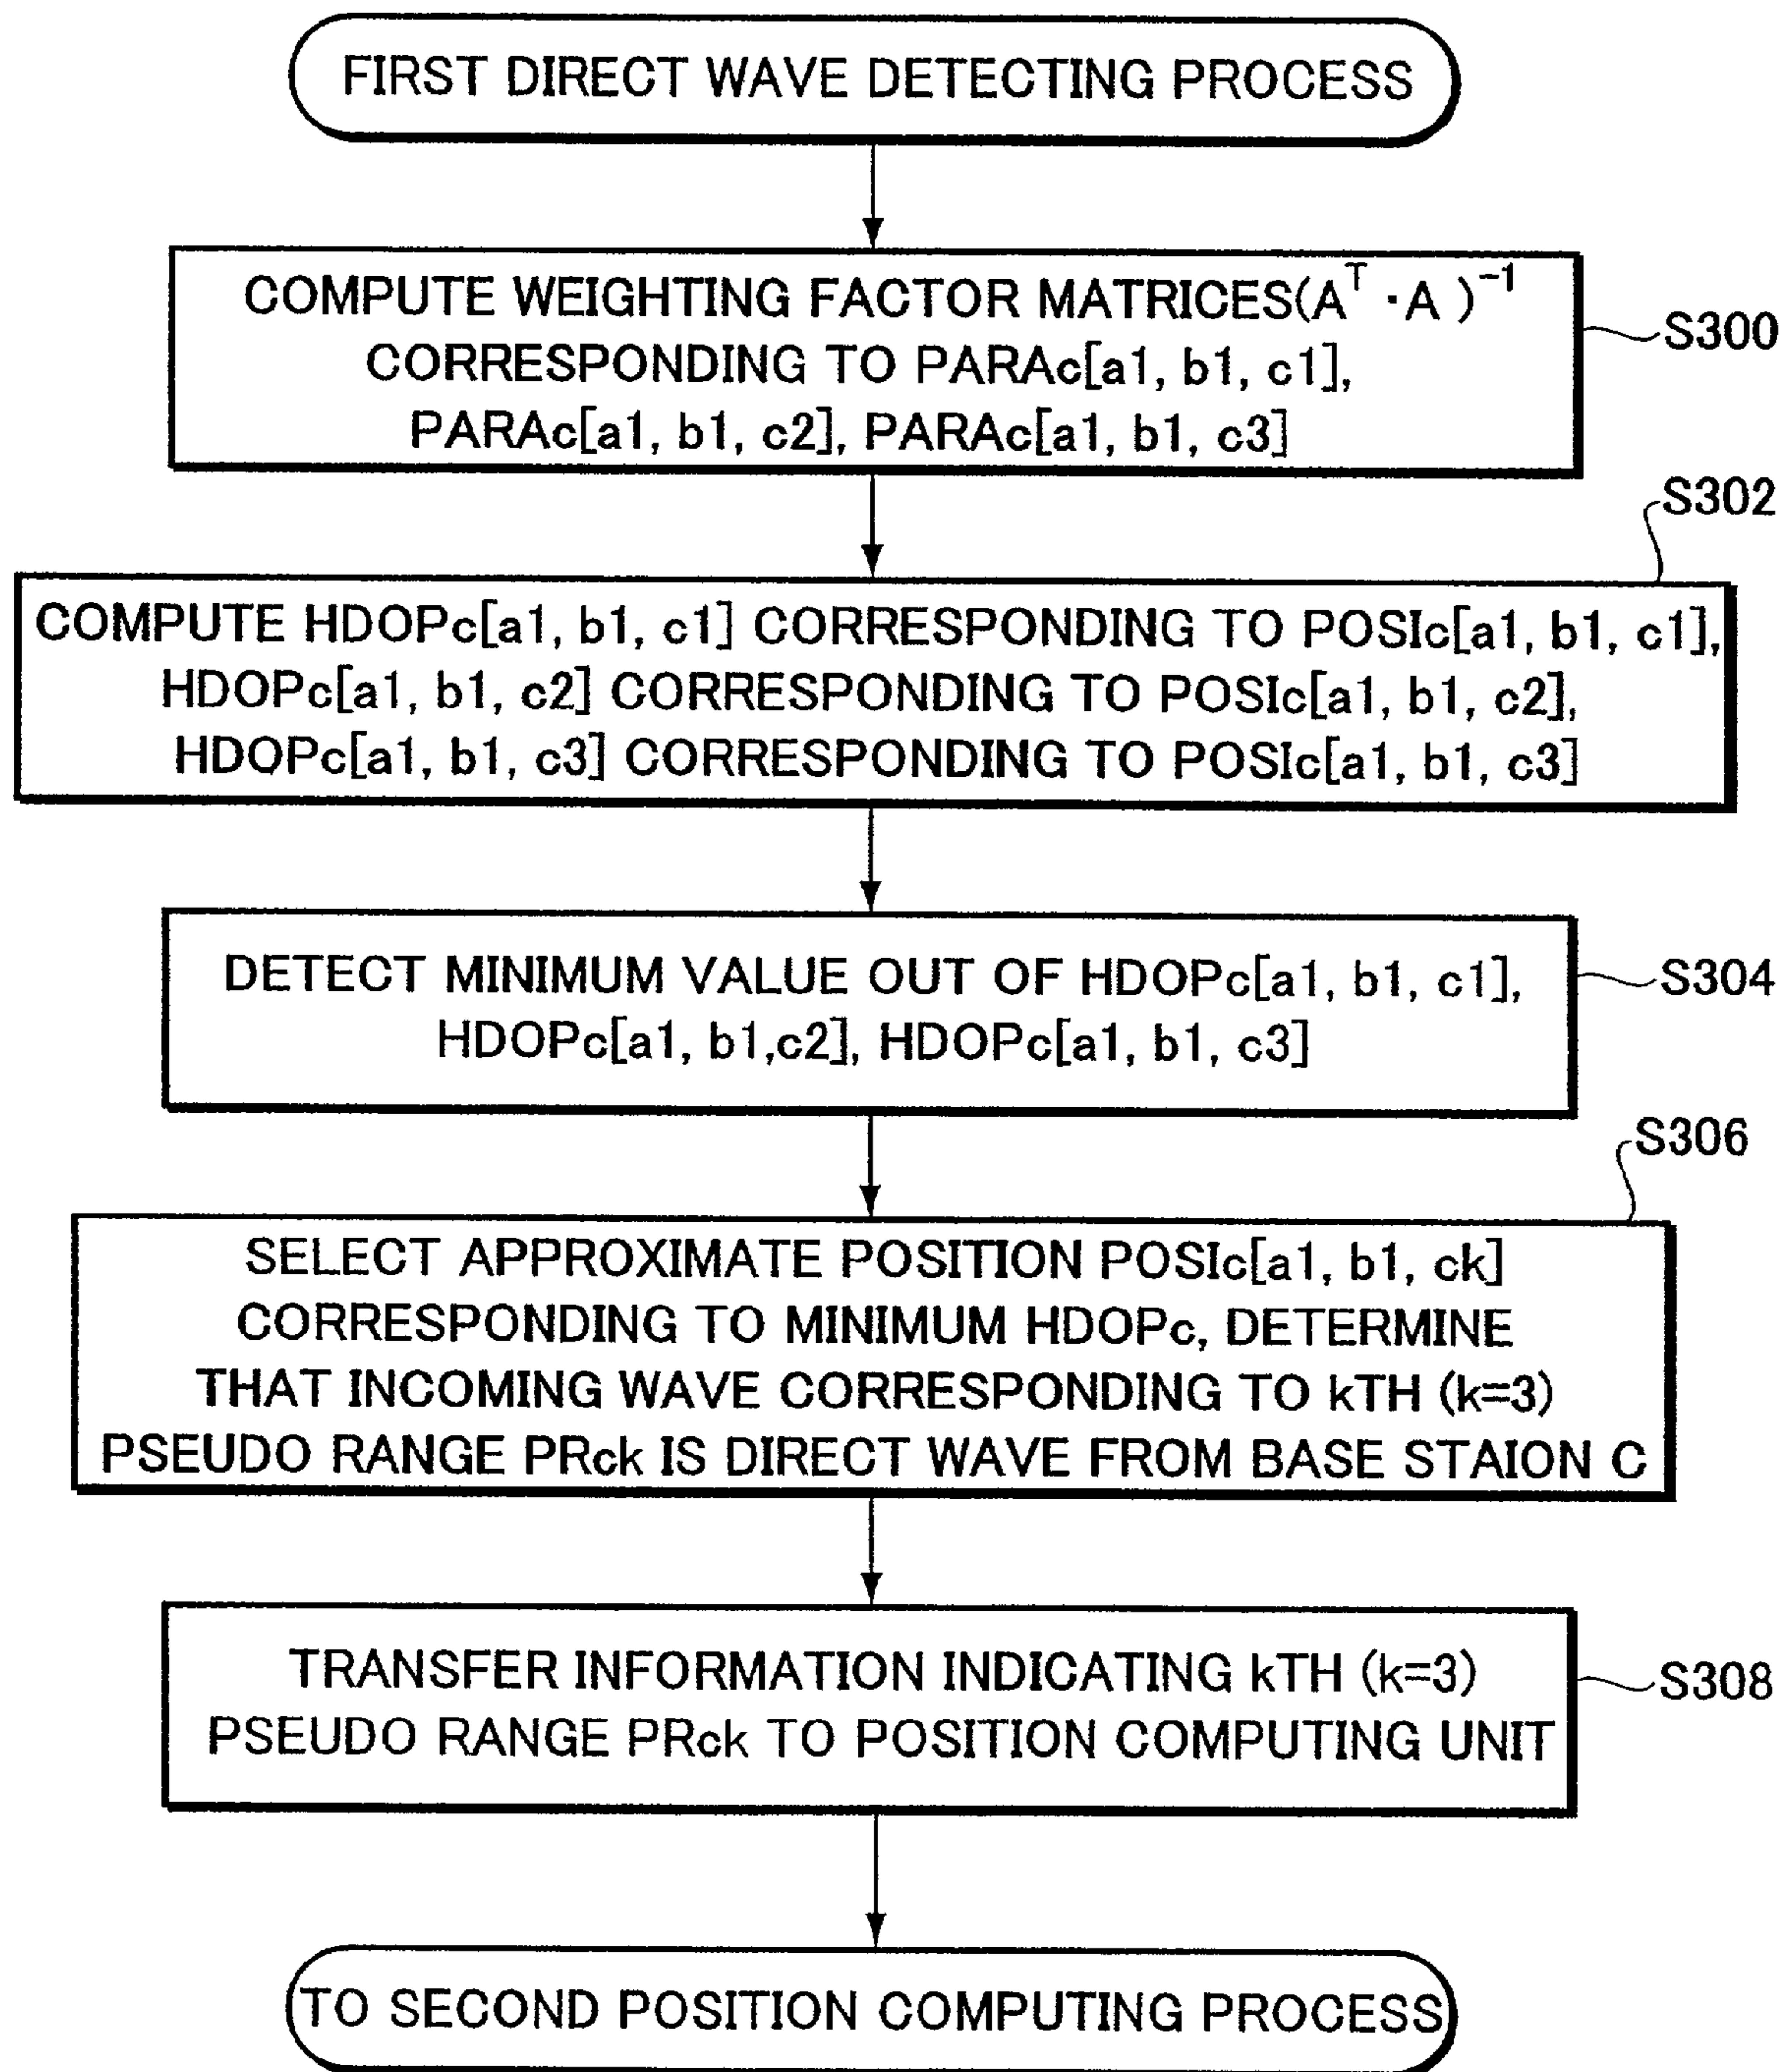 FIRST DIRECT WAVE DETECTING PROCESS
COMPUTE WEIGHTING FACTOR MATRICES(A^T ·A )^-1
CORRESPONDING TO PARAc[a1, b1, c1],
PARAc[a1, b1, c2], PARAc[a1, b1, c3]
S300
S302
COMPUTE HDOPc[a1, b1, c1] CORRESPONDING TO POSIc[a1, b1, c1],
HDOPc[a1, b1, c2] CORRESPONDING TO POSIc[a1, b1, c2],
HDOPc[a1, b1, c3] CORRESPONDING TO POSIc[a1, b1, c3]
DETECT MINIMUM VALUE OUT OF HDOPc[a1, b1, c1],
HDOPc[a1, b1,c2], HDOPc[a1, b1, c3]
S304
S306
SELECT APPROXIMATE POSITION POSIc[a1, b1, ck]
CORRESPONDING TO MINIMUM HDOPc, DETERMINE
THAT INCOMING WAVE CORRESPONDING TO kTH (k=3)
PSEUDO RANGE PRck IS DIRECT WAVE FROM BASE STAION C
TRANSFER INFORMATION INDICATING kTH (k=3)
PSEUDO RANGE PRck TO POSITION COMPUTING UNIT
S308
TO SECOND POSITION COMPUTING PROCESS